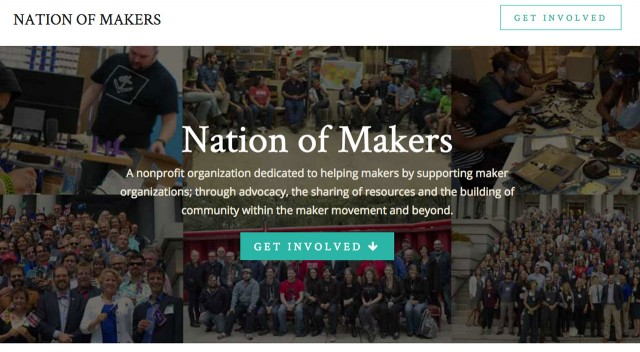 NATION OF MAKERS
GET INVOLVED
Nation of Makers
A nonprofit organization dedicated to helping makers by supporting maker
organizations; through advocacy, the sharing of resources and the building of
community within the maker movement and beyond.
GET INVOLVED